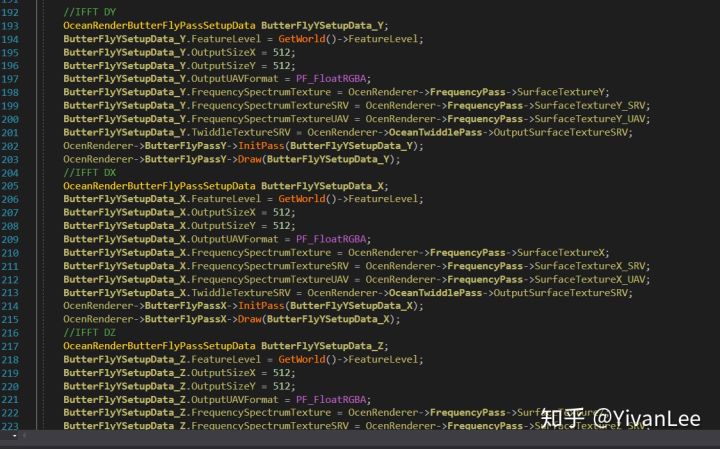 191
192 //IFFT DY
193 OceanRenderButterFlyPassSetupData ButterFlyYSetupData_Y;
194 ButterFlyYSetupData_Y.FeatureLevel = GetWorld()->FeatureLevel;
195 ButterFlyYSetupData_Y.OutputSizeX = 512;
196 ButterFlyYSetupData_Y.OutputSizeY = 512;
197 ButterFlyYSetupData_Y.OutputUAVFormat = PF_FloatRGBA;
198 ButterFlyYSetupData_Y.FrequencySpectrumTexture = OcenRenderer->FrequencyPass->SurfaceTextureY;
199 ButterFlyYSetupData_Y.FrequencySpectrumTextureSRV = OcenRenderer->FrequencyPass->SurfaceTextureY_SRV;
200 ButterFlyYSetupData_Y.FrequencySpectrumTextureUAV = OcenRenderer->FrequencyPass->SurfaceTextureY_UAV;
201 ButterFlyYSetupData_Y.TwiddleTextureSRV = OcenRenderer->OceanTwiddlePass->OutputSurfaceTextureSRV;
202 OcenRenderer->ButterFlyPassY->InitPass(ButterFlyYSetupData_Y);
203 OcenRenderer->ButterFlyPassY->Draw(ButterFlyYSetupData_Y);
204 //IFFT DX
205 OceanRenderButterFlyPassSetupData ButterFlyYSetupData_X;
206 ButterFlyYSetupData_X.FeatureLevel = GetWorld()->FeatureLevel;
207 ButterFlyYSetupData_X.OutputSizeX = 512;
208 ButterFlyYSetupData_X.OutputSizeY = 512;
209 ButterFlyYSetupData_X.OutputUAVFormat = PF_FloatRGBA;
210 ButterFlyYSetupData_X.FrequencySpectrumTexture = OcenRenderer->FrequencyPass->SurfaceTextureX;
211 ButterFlyYSetupData_X.FrequencySpectrumTextureSRV = OcenRenderer->FrequencyPass->SurfaceTextureX_SRV;
212 ButterFlyYSetupData_X.FrequencySpectrumTextureUAV = OcenRenderer->FrequencyPass->SurfaceTextureX_UAV;
213 ButterFlyYSetupData_X.TwiddleTextureSRV = OcenRenderer->OceanTwiddlePass->OutputSurfaceTextureSRV;
214 OcenRenderer->ButterFlyPassX->InitPass(ButterFlyYSetupData_X);
215 OcenRenderer->ButterFlyPassX->Draw(ButterFlyYSetupData_X);
216 //IFFT DZ
217 OceanRenderButterFlyPassSetupData ButterFlyYSetupData_Z;
218 ButterFlyYSetupData_Z.FeatureLevel = GetWorld()->FeatureLevel;
219 ButterFlyYSetupData_Z.OutputSizeX = 512;
220 ButterFlyYSetupData_Z.OutputSizeY = 512;
221 ButterFlyYSetupData_Z.OutputUAVFormat = PF_FloatRGBA;
222 ButterFlyYSetupData_Z.FrequencySpectrumTexture = OcenRenderer->FrequencyPass->
223 ButterFlyYSetupData_Z.FrequencySpectrumTextureSRV = OcenRenderer->FrequencyPass->SurfaceTextureZ_SRV;
知乎 @YivanLee